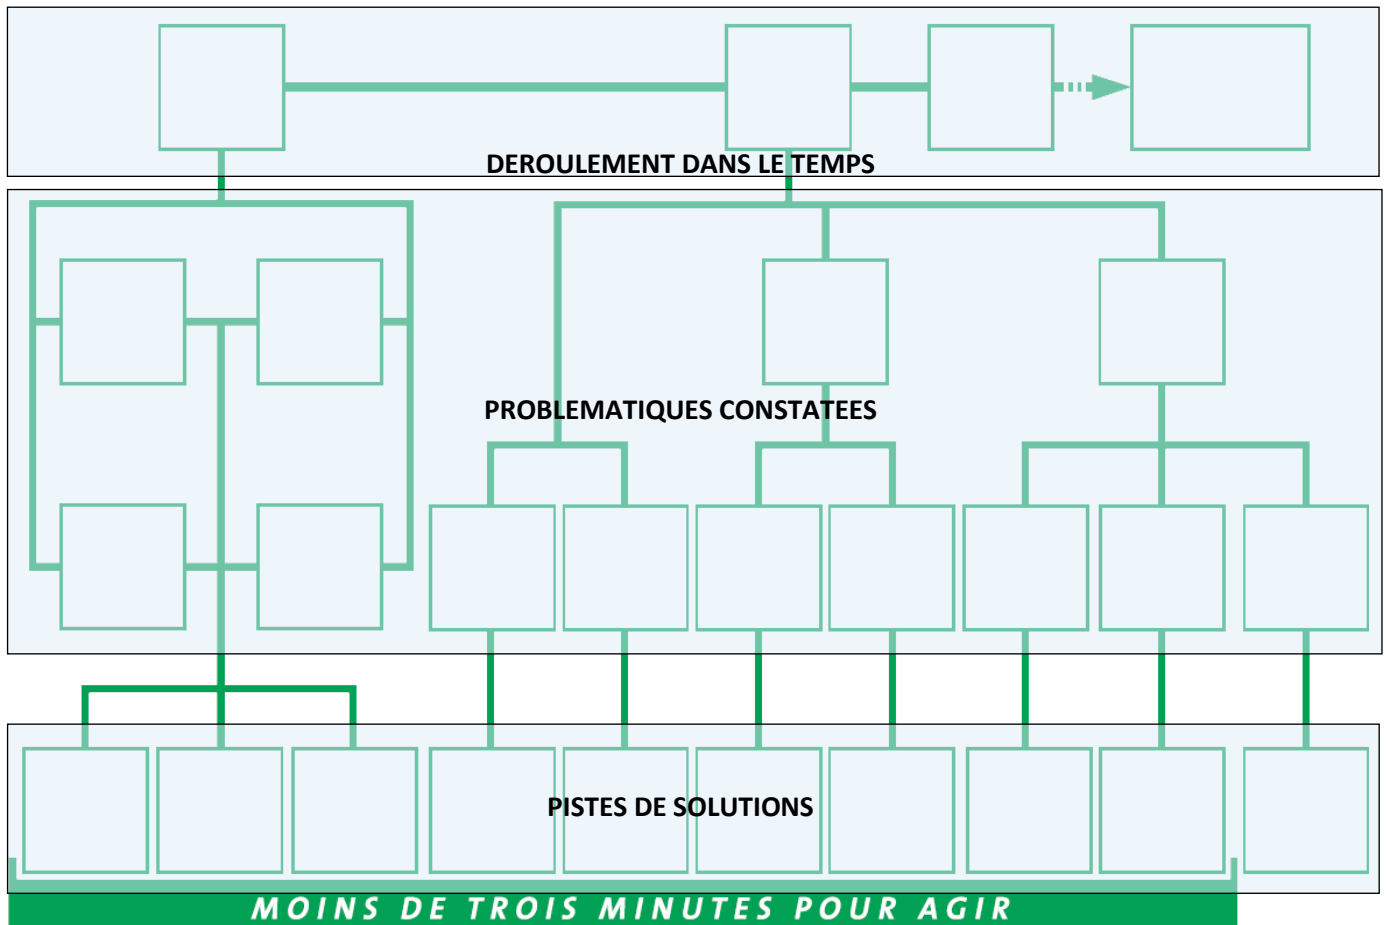 DEROULEMENT DANS LE TEMPS
PROBLEMATIQUES CONSTATEES
PISTES DE SOLUTIONS
MOINS DE TROIS MINUTES POUR AGIR